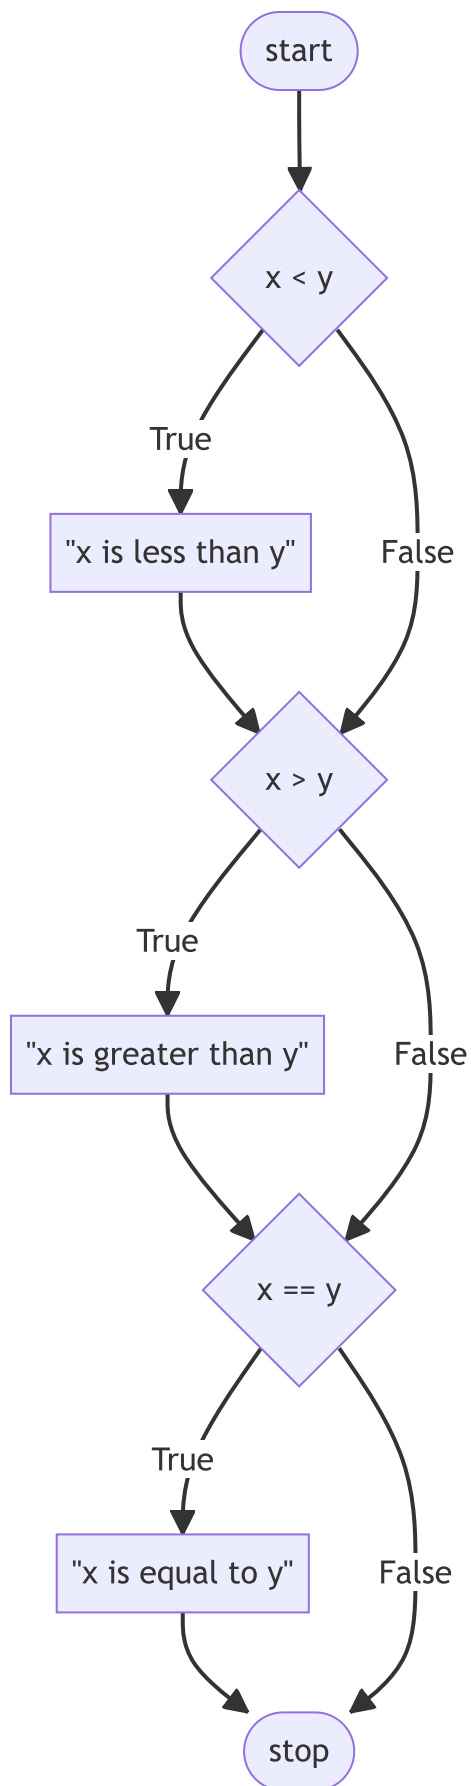 start
x < y
True
"x is less than y"
False
x > y
True
"x is greater than y"
False
x == y
True
"x is equal to y"
False
stop